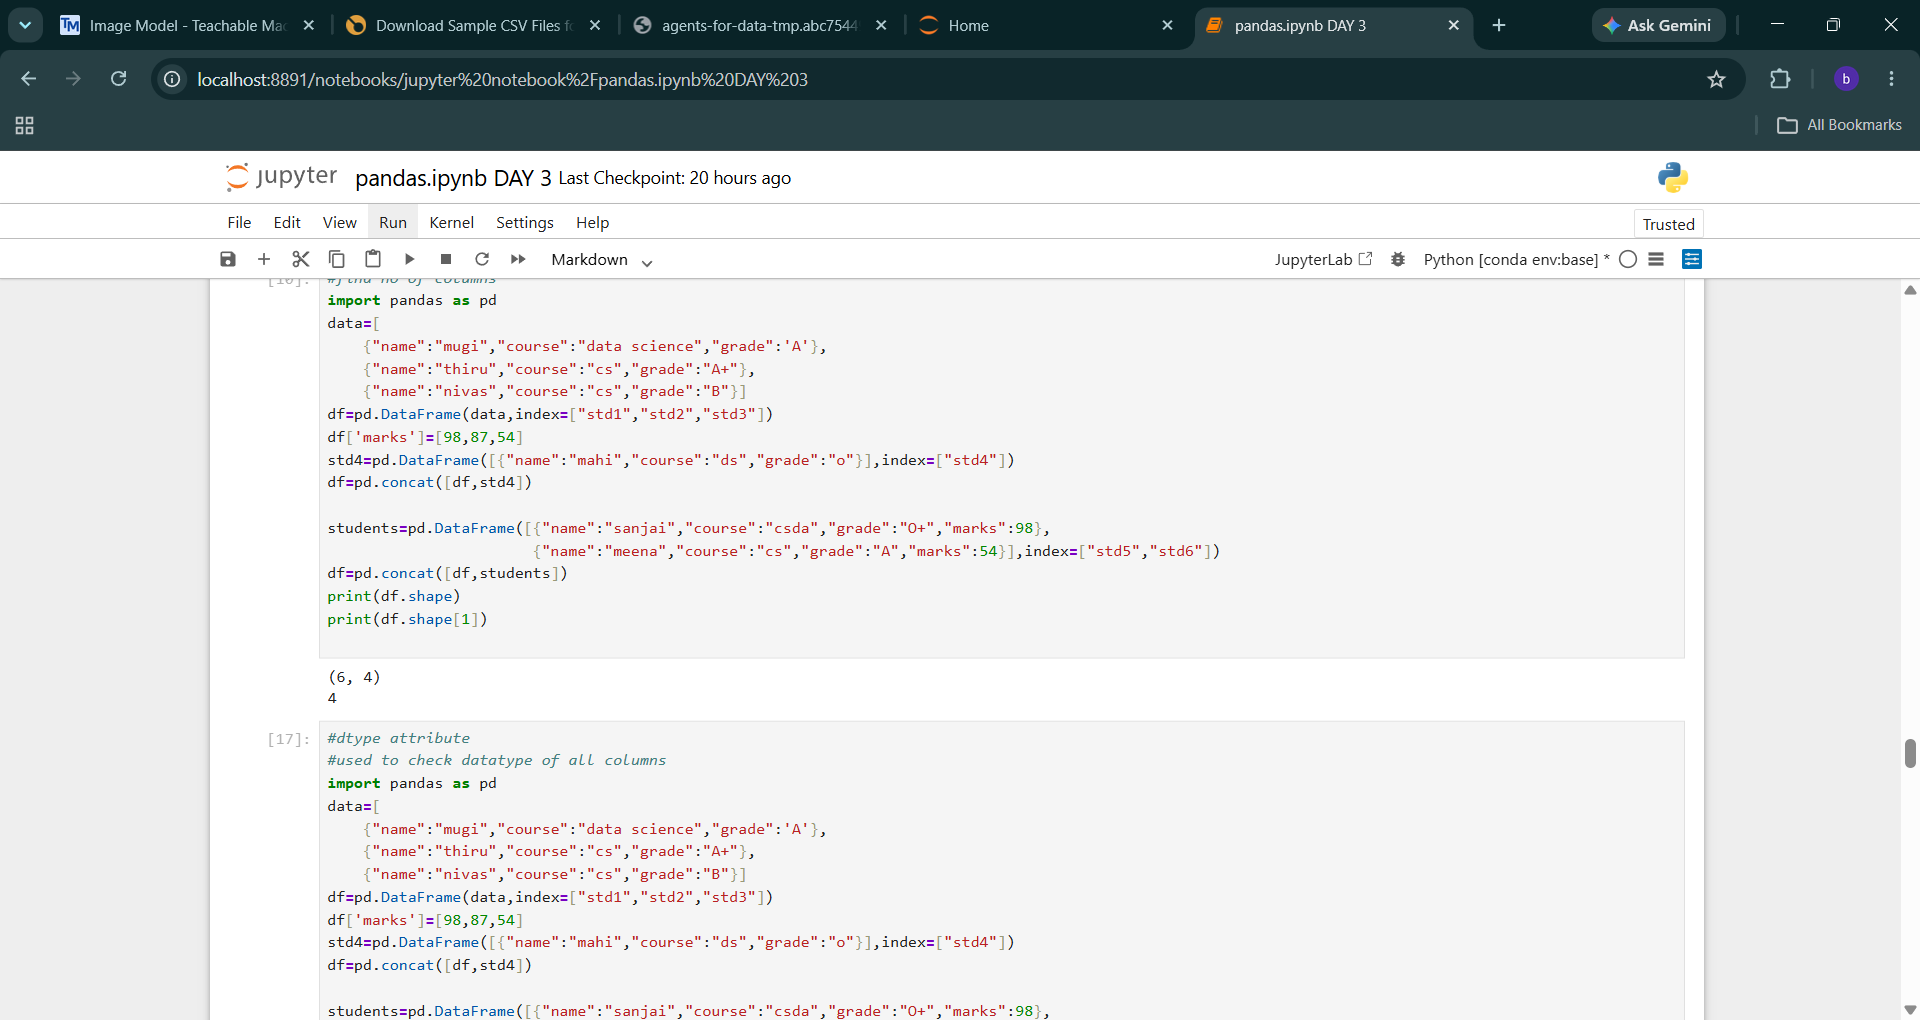 Image Model - Teachable Mac
Download Sample CSV Files fo
agents-for-data-tmp.abc7544
Home
pandas.ipynb DAY 3
Ask Gemini
localhost:8891/notebooks/jupyter%20notebook%2Fpandas.ipynb%20DAY%203
b
All Bookmarks
jupyter pandas.ipynb DAY 3 Last Checkpoint: 20 hours ago
File Edit View Run Kernel Settings Help
Trusted
Markdown
JupyterLab
Python [conda env:base] *
#find no of columns
import pandas as pd
data=[
{"name":"mugi","course":"data science","grade":'A'},
{"name":"thiru","course":"cs","grade":"A+"},
{"name":"nivas","course":"cs","grade":"B"}]
df=pd.DataFrame(data,index=["std1","std2","std3"])
df['marks']=[98,87,54]
std4=pd.DataFrame([{"name":"mahi","course":"ds","grade":"o"}],index=["std4"])
df=pd.concat([df,std4])
students=pd.DataFrame([{"name":"sanjai","course":"csda","grade":"O+","marks":98},
{"name":"meena","course":"cs","grade":"A","marks":54}],index=["std5","std6"])
df=pd.concat([df,students])
print(df.shape)
print(df.shape[1])
(6, 4)
4
[17]:
#dtype attribute
#used to check datatype of all columns
import pandas as pd
data=[
{"name":"mugi","course":"data science","grade":'A'},
{"name":"thiru","course":"cs","grade":"A+"},
{"name":"nivas","course":"cs","grade":"B"}]
df=pd.DataFrame(data,index=["std1","std2","std3"])
df['marks']=[98,87,54]
std4=pd.DataFrame([{"name":"mahi","course":"ds","grade":"o"}],index=["std4"])
df=pd.concat([df,std4])
students=pd.DataFrame([{"name":"sanjai","course":"csda","grade":"O+","marks":98},